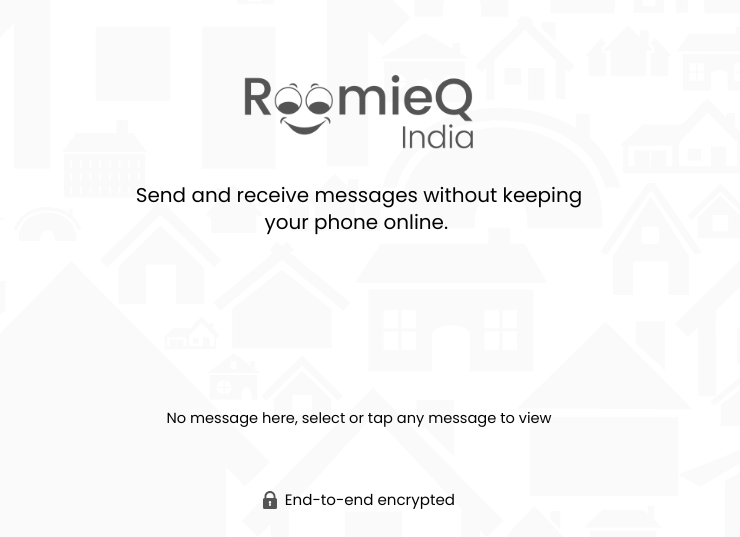 RoomieQ
India
Send and receive messages without keeping
your phone online.
No message here, select or tap any message to view
End-to-end encrypted